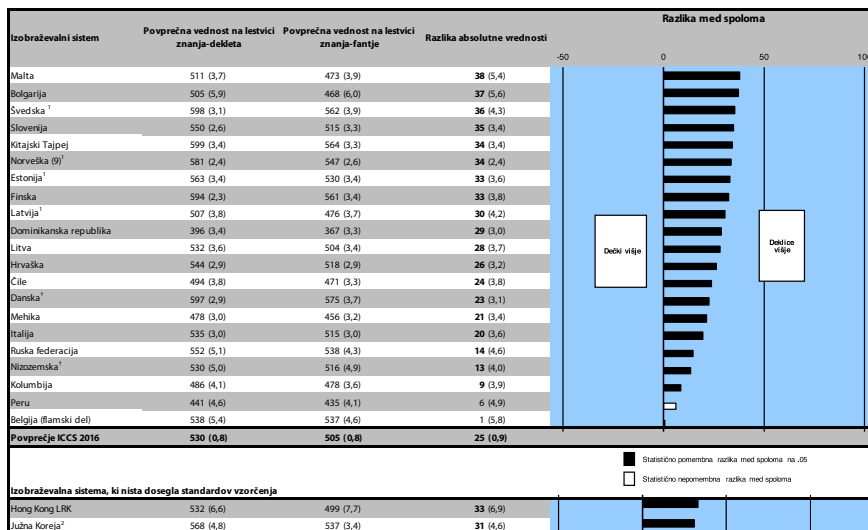 Razlika med spoloma
Izobraževalni sistem Povprečna vednost na lestvici znanja-dekleta Povprečna vednost na lestvici znanja-fantje Razlika absolutne vrednosti
-50 0 50 100
Malta 511 (3,7) 473 (3,9) 38 (5,4)
Bolgarija 505 (5,9) 468 (6,0) 37 (5,6)
Švedska ¹ 598 (3,1) 562 (3,9) 36 (4,3)
Slovenija 550 (2,6) 515 (3,3) 35 (3,4)
Kitajski Tajpej 599 (3,4) 564 (3,3) 34 (3,4)
Norveška (9)¹ 581 (2,4) 547 (2,6) 34 (2,4)
Estonija¹ 563 (3,4) 530 (3,4) 33 (3,6)
Finska 594 (2,3) 561 (3,4) 33 (3,8)
Latvija¹ 507 (3,8) 476 (3,7) 30 (4,2)
Dominikanska republika 396 (3,4) 367 (3,3) 29 (3,0)
Litva 532 (3,6) 504 (3,4) 28 (3,7)
Hrvaška 544 (2,9) 518 (2,9) 26 (3,2)
Čile 494 (3,8) 471 (3,3) 24 (3,8)
Danska† 597 (2,9) 575 (3,7) 23 (3,1)
Mehika 478 (3,0) 456 (3,2) 21 (3,4)
Italija 535 (3,0) 515 (3,0) 20 (3,6)
Ruska federacija 552 (5,1) 538 (4,3) 14 (4,6)
Nizozemska† 530 (5,0) 516 (4,9) 13 (4,0)
Kolumbija 486 (4,1) 478 (3,6) 9 (3,9)
Peru 441 (4,6) 435 (4,1) 6 (4,9)
Belgija (flamski del) 538 (5,4) 537 (4,6) 1 (5,8)
Povprečje ICCS 2016 530 (0,8) 505 (0,8) 25 (0,9)
Dečki višje
Deklice
višje
Statistično pomembna razlika med spoloma na .05
Statistično nepomembna razlika med spoloma
Izobraževalna sistema, ki nista dosegla standardov vzorčenja
Hong Kong LRK 532 (6,6) 499 (7,7) 33 (6,9)
Južna Koreja² 568 (4,8) 537 (3,4) 31 (4,6)